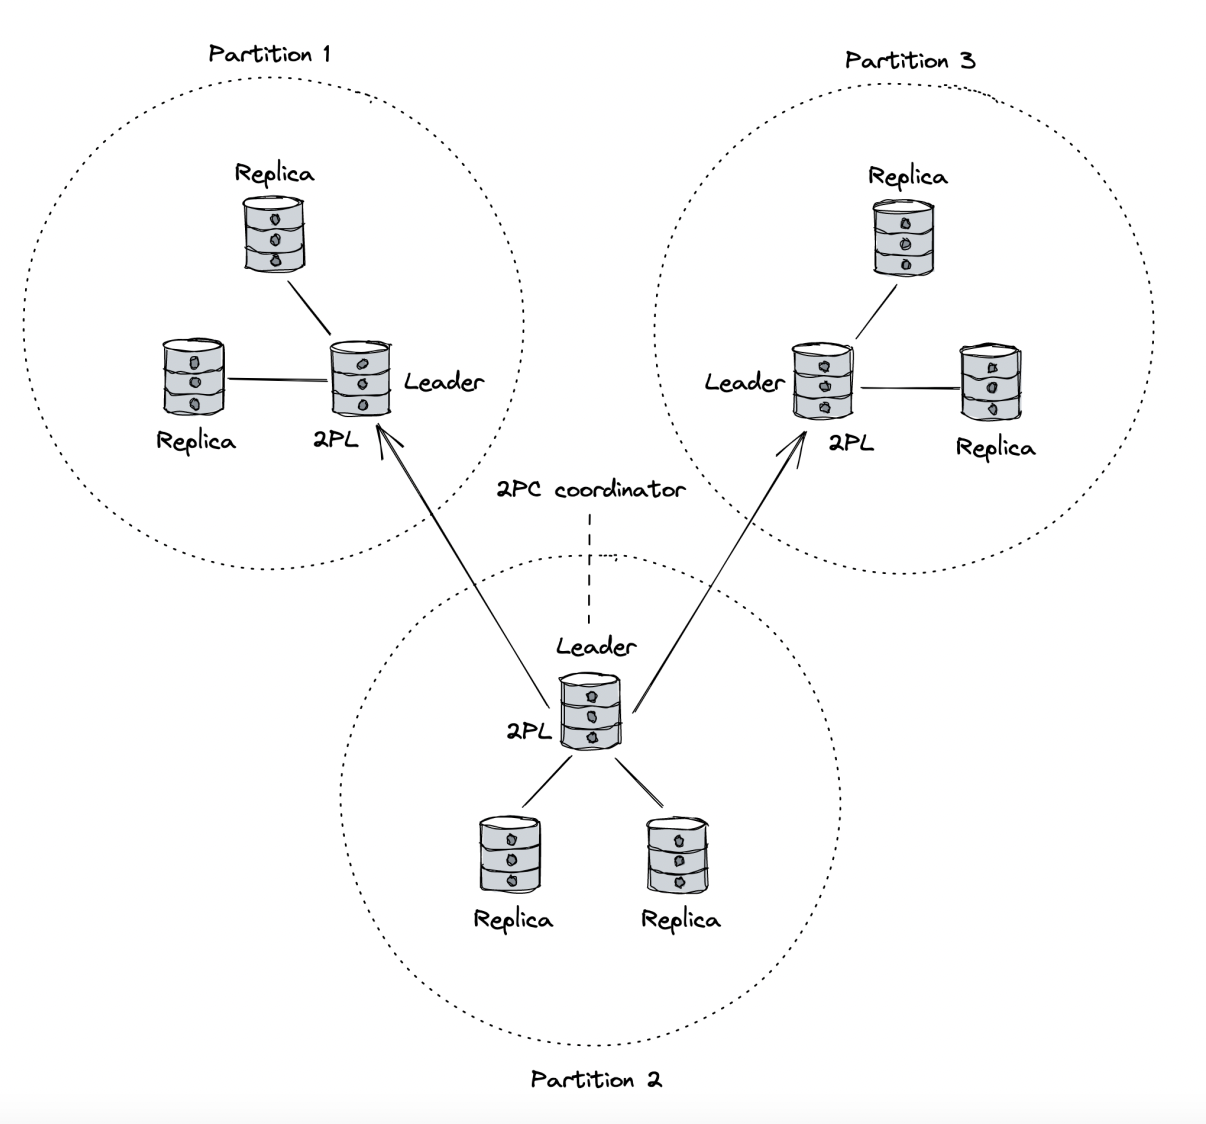 Partition 1
Partition 3
Replica
Replica
Leader
Leader
Replica
2PL
2PL
Replica
2PC coordinator
Leader
2PL
Replica
Replica
Partition 2